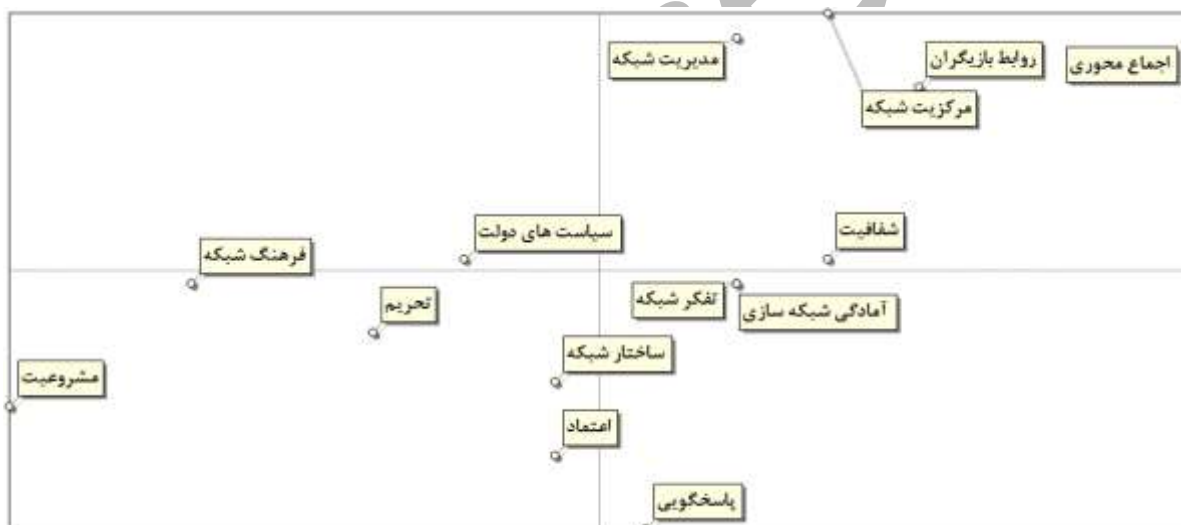 مدیریت شبکه
روابط بازیگران
اجماع محوری
مرکزیت شبکه
سیاست های دولت
شفافیت
فرهنگ شبکه
تحریم
تفکر شبکه
آمادگی شبکه سازی
ساختار شبکه
مشروعیت
اعتماد
پاسخگویی